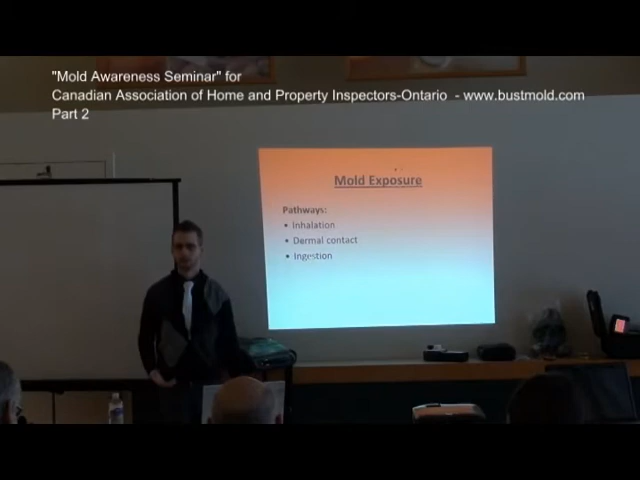 "Mold Awareness Seminar" for
Canadian Association of Home and Property Inspectors-Ontario - www.bustmold.com
Part 2
Mold Exposure
Pathways:
• Inhalation
• Dermal contact
• Ingestion